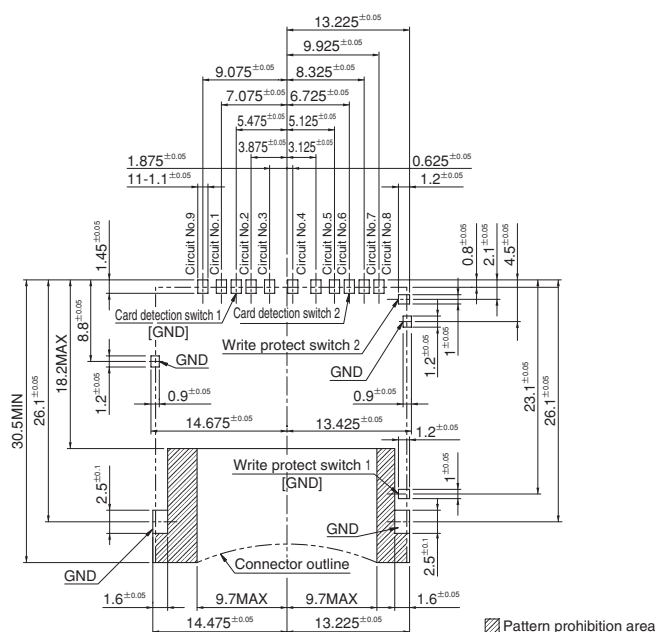 13.225±0.05
9.925±0.05
9.075±0.05
8.325±0.05
7.075±0.05
6.725±0.05
5.475±0.05
5.125±0.05
3.875±0.05
3.125±0.05
1.875±0.05
0.625±0.05
11-1.1±0.05
1.2±0.05
Circuit No.9
Circuit No.1
Circuit No.2
Circuit No.3
Circuit No.4
Circuit No.5
Circuit No.6
Circuit No.7
Circuit No.8
1.45±0.05
0.8±0.05
2.1±0.05
4.5±0.05
Card detection switch 1
[GND]
Card detection switch 2
Write protect switch 2
GND
GND
8.8±0.05
18.2MAX
26.1±0.05
30.5MIN
1.2±0.05
1.2±0.05
1±0.05
0.9±0.05
0.9±0.05
23.1±0.05
26.1±0.05
14.675±0.05
13.425±0.05
1.2±0.05
Write protect switch 1
[GND]
1±0.05
2.5±0.1
GND
2.5±0.1
GND
Connector outline
1.6±0.05
9.7MAX
9.7MAX
1.6±0.05
14.475±0.05
13.225±0.05
Pattern prohibition area